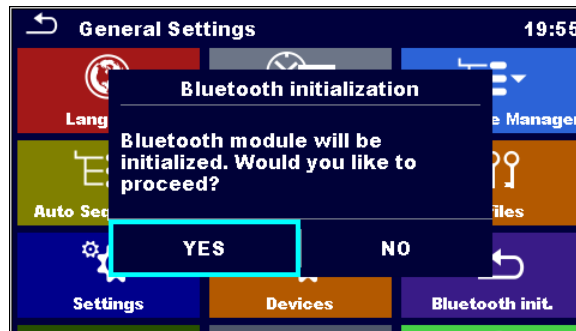 General Settings 19:55
Bluetooth initialization
Lang
e Manager
Bluetooth module will be
initialized. Would you like to
proceed?
Auto Seq
files
YES NO
Settings Devices Bluetooth init.